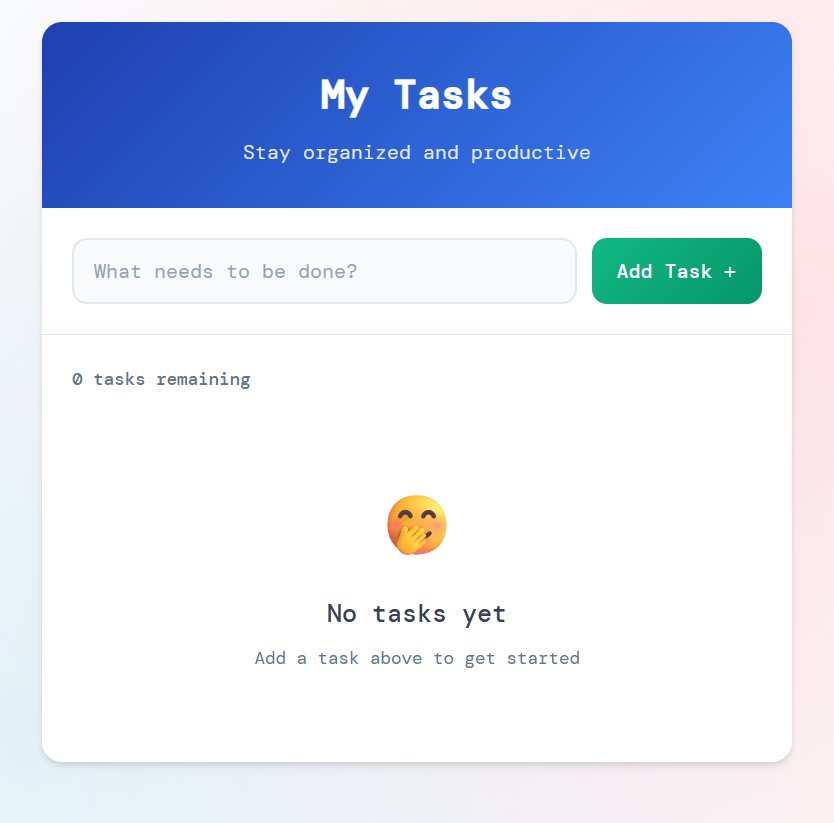 My Tasks
Stay organized and productive
What needs to be done?
Add Task +
0 tasks remaining
No tasks yet
Add a task above to get started